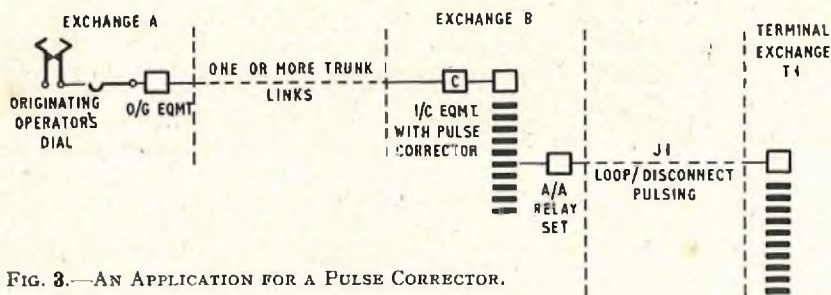 EXCHANGE A
EXCHANGE B
TERMINAL
EXCHANGE
T1
ONE OR MORE TRUNK
LINKS
ORIGINATING
OPERATOR'S
DIAL
O/G EQMT
C
I/C EQMT
WITH PULSE
CORRECTOR
A/A
RELAY
SET
J1
LOOP/DISCONNECT
PULSING
FIG. 3.—AN APPLICATION FOR A PULSE CORRECTOR.